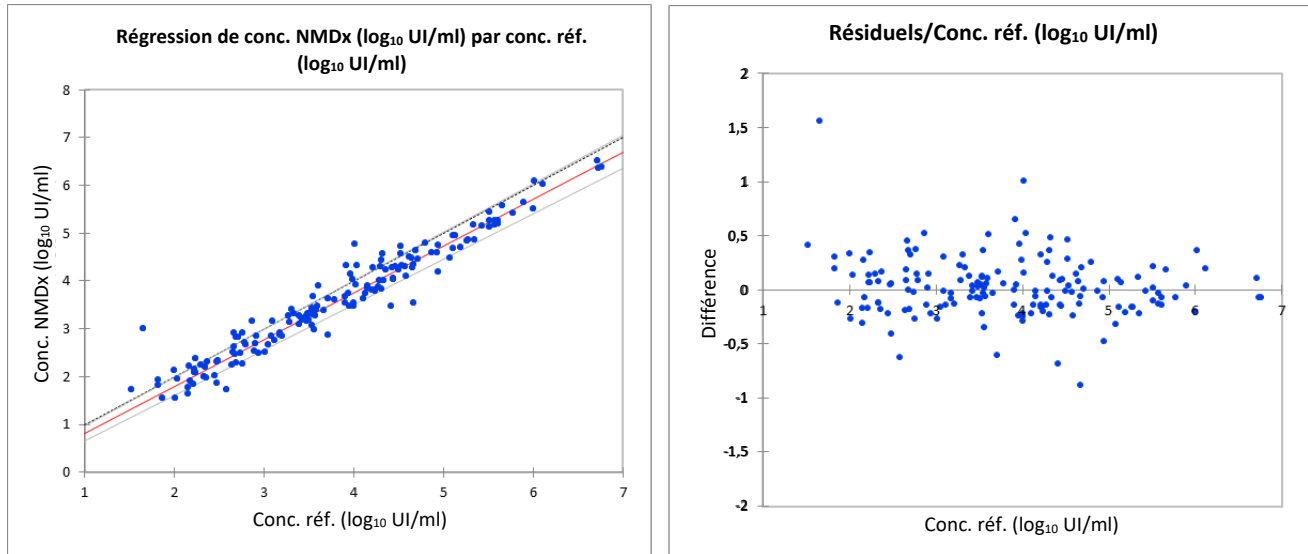 Régression de conc. NMDx (log₁₀ UI/ml) par conc. réf.
(log₁₀ UI/ml)
8
7
6
5
4
3
2
1
0
Conc. NMDx (log₁₀ UI/ml)
1 2 3 4 5 6 7
Conc. réf. (log₁₀ UI/ml)
Résiduels/Conc. réf. (log₁₀ UI/ml)
2
1,5
1
0,5
0
-0,5
-1
-1,5
-2
Différence
1 2 3 4 5 6 7
Conc. réf. (log₁₀ UI/ml)